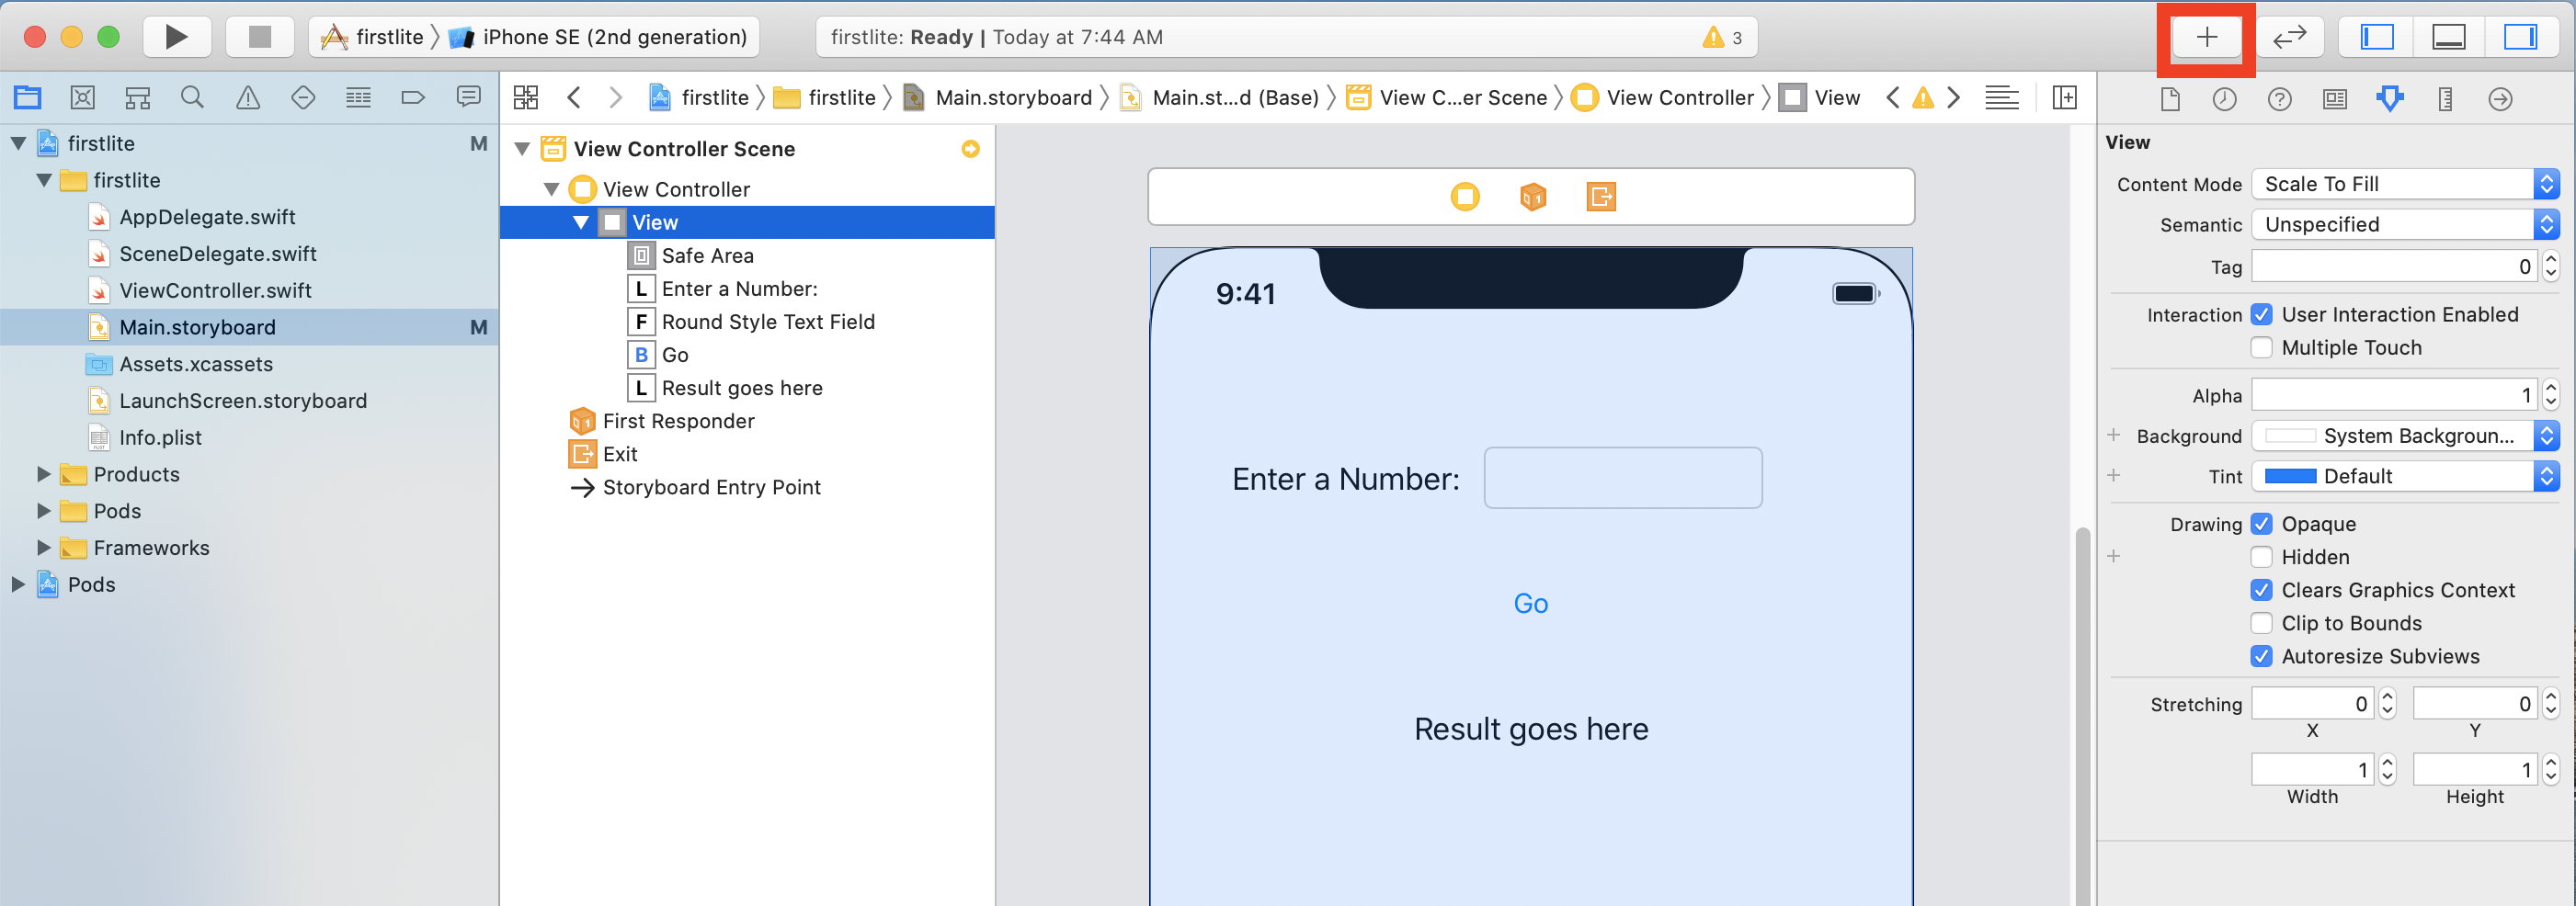 firstlite
iPhone SE (2nd generation)
firstlite: Ready | Today at 7:44 AM
3
firstlite
firstlite
Main.storyboard
Main.st...d (Base)
View C...er Scene
View Controller
View
firstlite M
firstlite
AppDelegate.swift
SceneDelegate.swift
ViewController.swift
Main.storyboard M
Assets.xcassets
LaunchScreen.storyboard
Info.plist
Products
Pods
Frameworks
Pods
View Controller Scene
View Controller
View
Safe Area
L Enter a Number:
F Round Style Text Field
B Go
L Result goes here
First Responder
Exit
Storyboard Entry Point
9:41
Enter a Number:
Go
Result goes here
View
Content Mode Scale To Fill
Semantic Unspecified
Tag 0
Interaction User Interaction Enabled
Multiple Touch
Alpha 1
Background System Backgroun...
Tint Default
Drawing Opaque
Hidden
Clears Graphics Context
Clip to Bounds
Autoresize Subviews
Stretching 0 0
X Y
1 1
Width Height